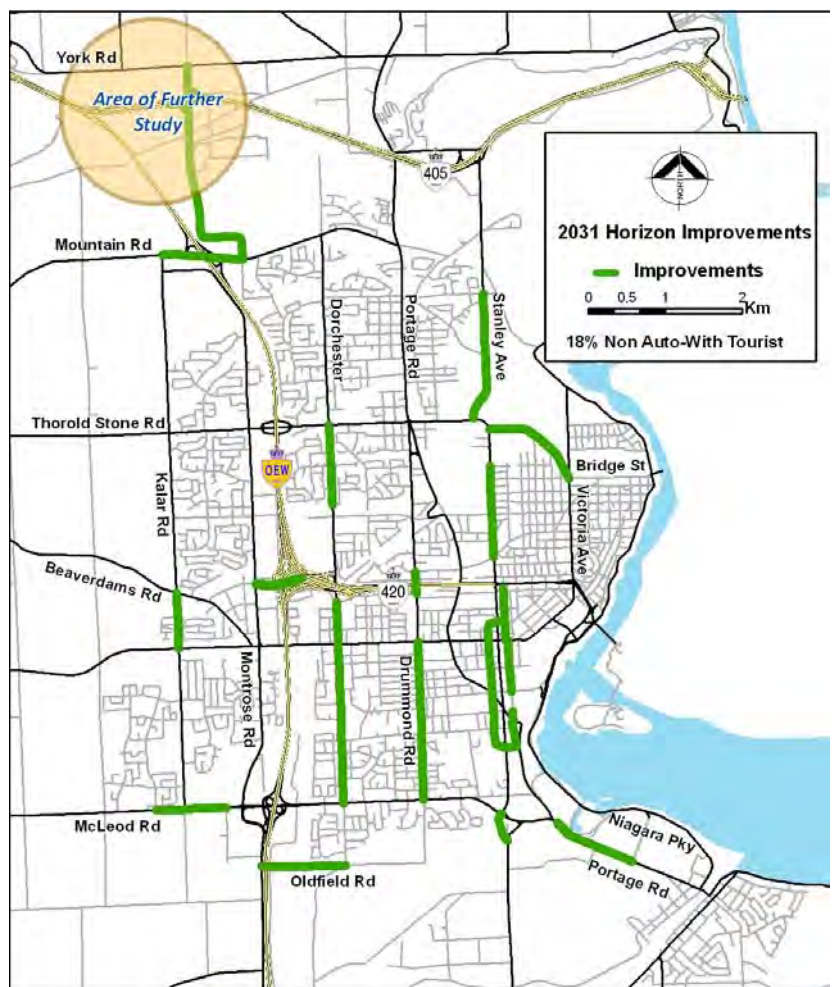 York Rd
Area of Further
Study
405
NORTH
2031 Horizon Improvements
Improvements
0 0.5 1 2
Km
18% Non Auto-With Tourist
Mountain Rd
Dorchester
Portage Rd
Stanley Ave
Thorold Stone Rd
QEW
Kalar Rd
Bridge St
Victoria Ave
Beaverdams Rd
420
Montrose Rd
Drummond Rd
McLeod Rd
Niagara Pky
Portage Rd
Oldfield Rd